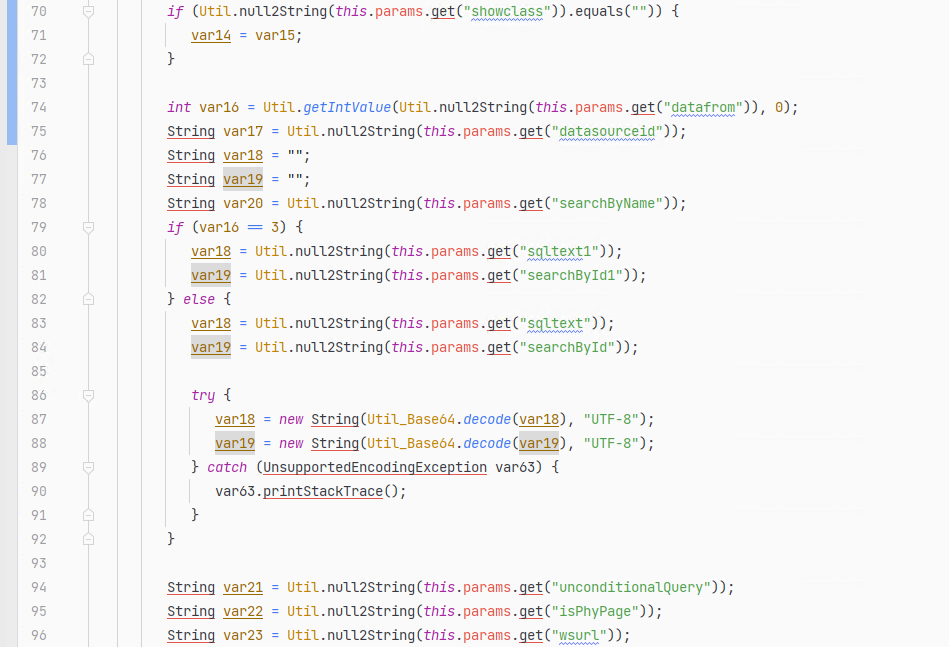 70 if (Util.null2String(this.params.get("showclass")).equals("")) {
71 var14 = var15;
72 }
73
74 int var16 = Util.getIntValue(Util.null2String(this.params.get("datafrom")), 0);
75 String var17 = Util.null2String(this.params.get("datasourceid"));
76 String var18 = "";
77 String var19 = "";
78 String var20 = Util.null2String(this.params.get("searchByName"));
79 if (var16 == 3) {
80 var18 = Util.null2String(this.params.get("sqltext1"));
81 var19 = Util.null2String(this.params.get("searchById1"));
82 } else {
83 var18 = Util.null2String(this.params.get("sqltext"));
84 var19 = Util.null2String(this.params.get("searchById"));
85
86 try {
87 var18 = new String(Util_Base64.decode(var18), "UTF-8");
88 var19 = new String(Util_Base64.decode(var19), "UTF-8");
89 } catch (UnsupportedEncodingException var63) {
90 var63.printStackTrace();
91 }
92 }
93
94 String var21 = Util.null2String(this.params.get("unconditionalQuery"));
95 String var22 = Util.null2String(this.params.get("isPhyPage"));
96 String var23 = Util.null2String(this.params.get("wsurl"));